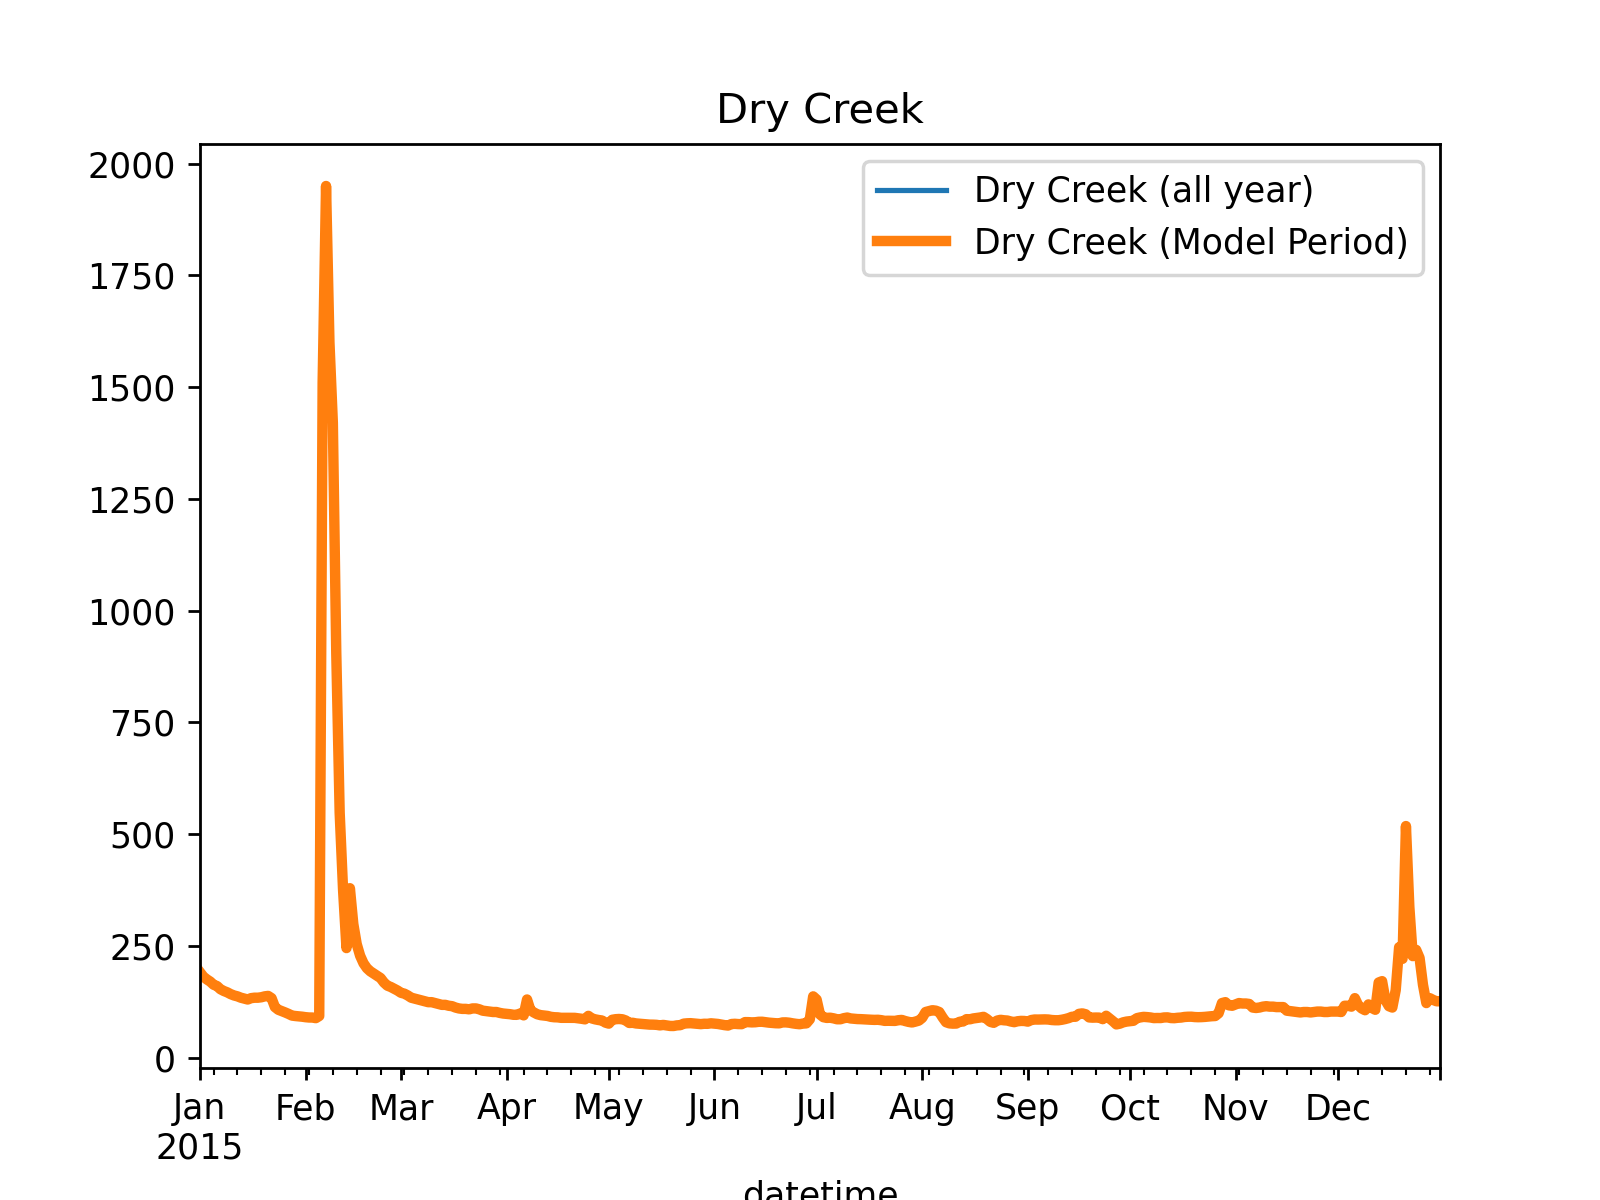 Dry Creek
Dry Creek (all year)
Dry Creek (Model Period)
2000
1750
1500
1250
1000
750
500
250
0
Jan Feb Mar Apr May Jun Jul Aug Sep Oct Nov Dec
2015
datetime